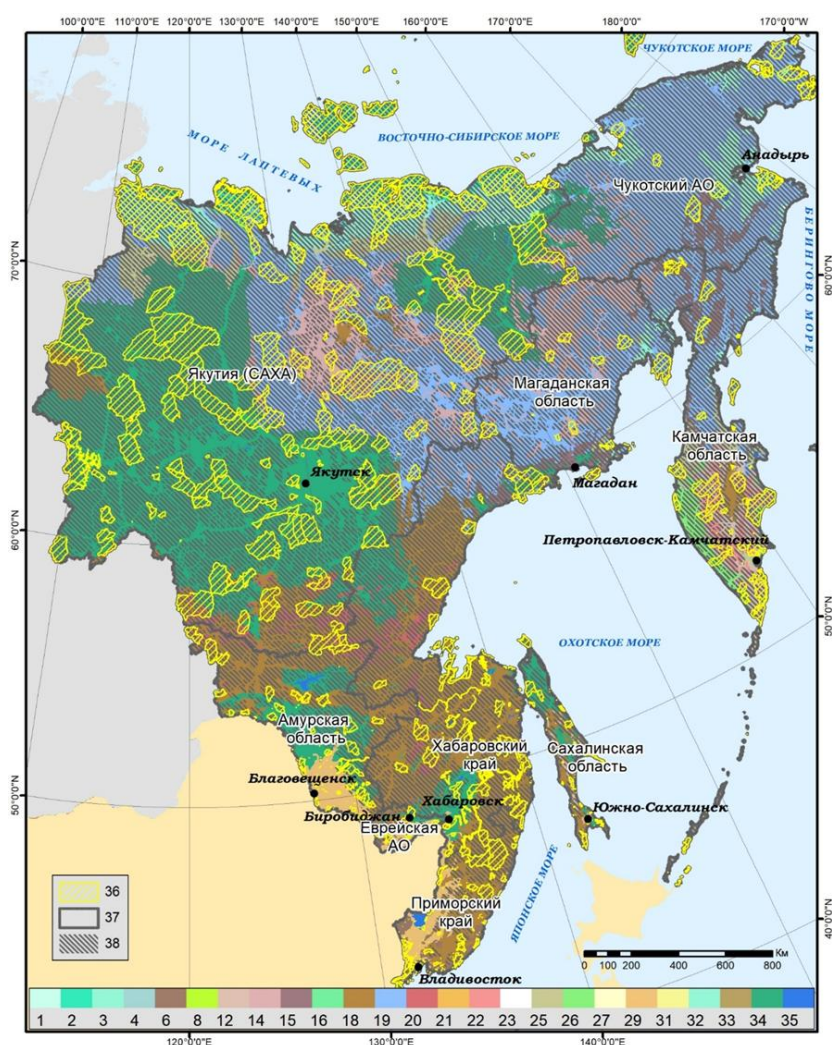 100°0'0"E 110°0'0"E 120°0'0"E 130°0'0"E 140°0'0"E 150°0'0"E 160°0'0"E 170°0'0"E 180°0'0" 170°0'0"W
ЧУКОТСКОЕ МОРЕ
ВОСТОЧНО-СИБИРСКОЕ МОРЕ
МОРЕ ЛАПТЕВЫХ
Анадырь
Чукотский АО
БЕРИНГОВО МОРЕ
70°0'0"N
60°0'0"N
Якутия (САХА)
Магаданская
область
Камчатская
область
Якутск
Магадан
60°0'0"N
Петропавловск-Камчатский
50°0'0"N
ОХОТСКОЕ МОРЕ
Амурская
область
Хабаровский
край
Сахалинская
область
Благовещенск
50°0'0"N
Биробиджан
Хабаровск
Южно-Сахалинск
Еврейская
АО
ЯПОНСКОЕ МОРЕ
36
37
38
Приморский
край
40°0'0"N
Км
0 100 200 400 600 800
Владивосток
1 2 3 4 6 8 12 14 15 16 18 19 20 21 22 23 25 26 27 29 31 32 33 34 35
120°0'0"E 130°0'0"E 140°0'0"E